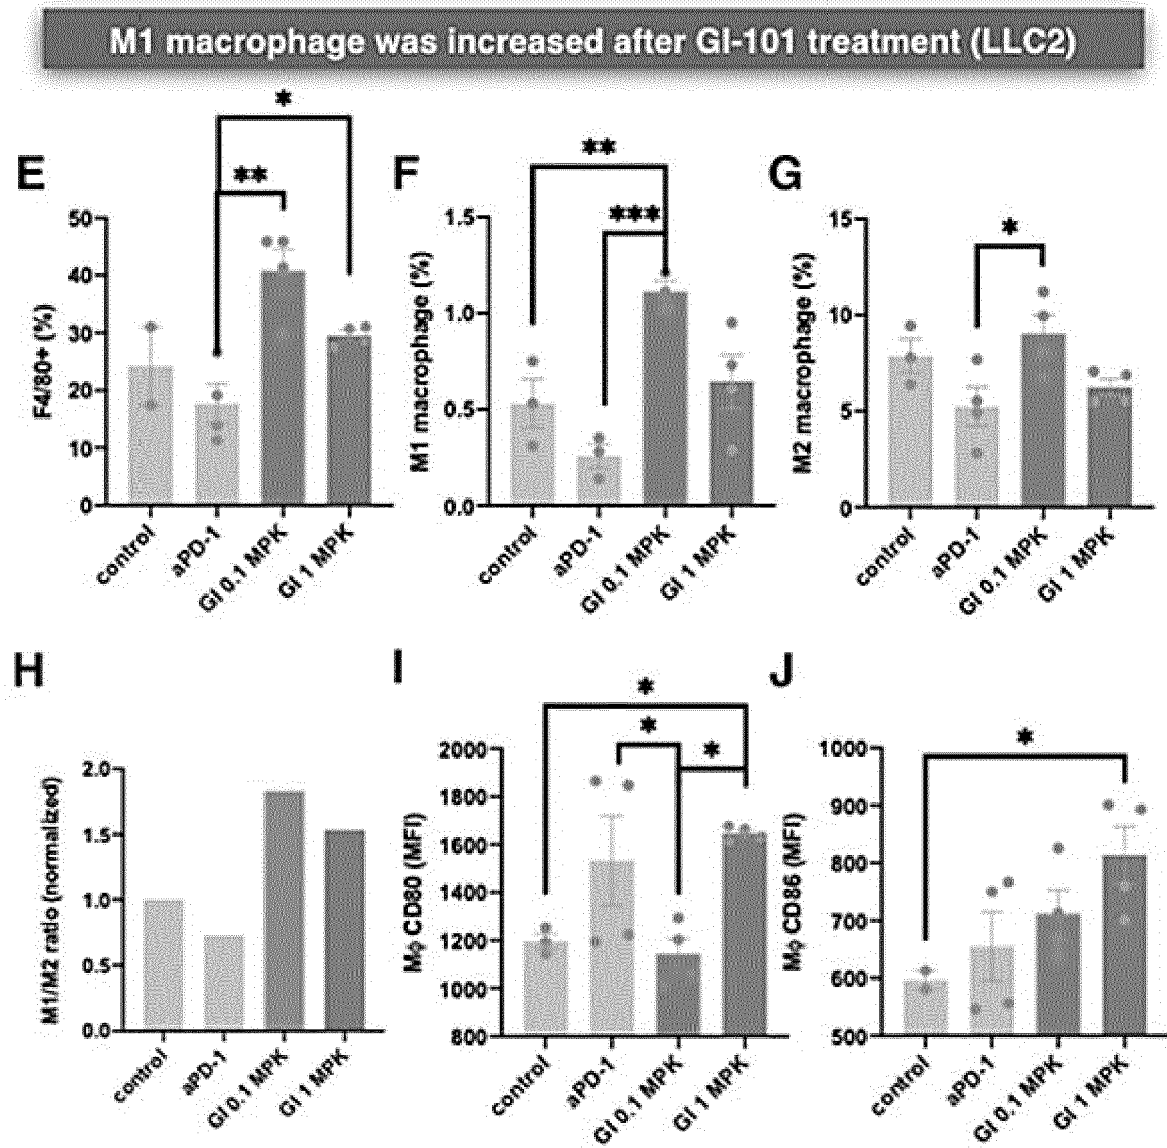 M1 macrophage was increased after GI-101 treatment (LLC2)
E
F4/80+ (%)
50
40
30
20
10
0
*
**
control
aPD-1
GI 0.1 MPK
GI 1 MPK
F
M1 macrophage (%)
1.5
1.0
0.5
0.0
**
***
control
aPD-1
GI 0.1 MPK
GI 1 MPK
G
M2 macrophage (%)
15
10
5
0
*
control
aPD-1
GI 0.1 MPK
GI 1 MPK
H
M1/M2 ratio (normalized)
2.0
1.5
1.0
0.5
0.0
control
aPD-1
GI 0.1 MPK
GI 1 MPK
I
Mφ CD80 (MFI)
2000
1800
1600
1400
1200
1000
800
*
*
*
control
aPD-1
GI 0.1 MPK
GI 1 MPK
J
Mφ CD86 (MFI)
1000
900
800
700
600
500
*
control
aPD-1
GI 0.1 MPK
GI 1 MPK